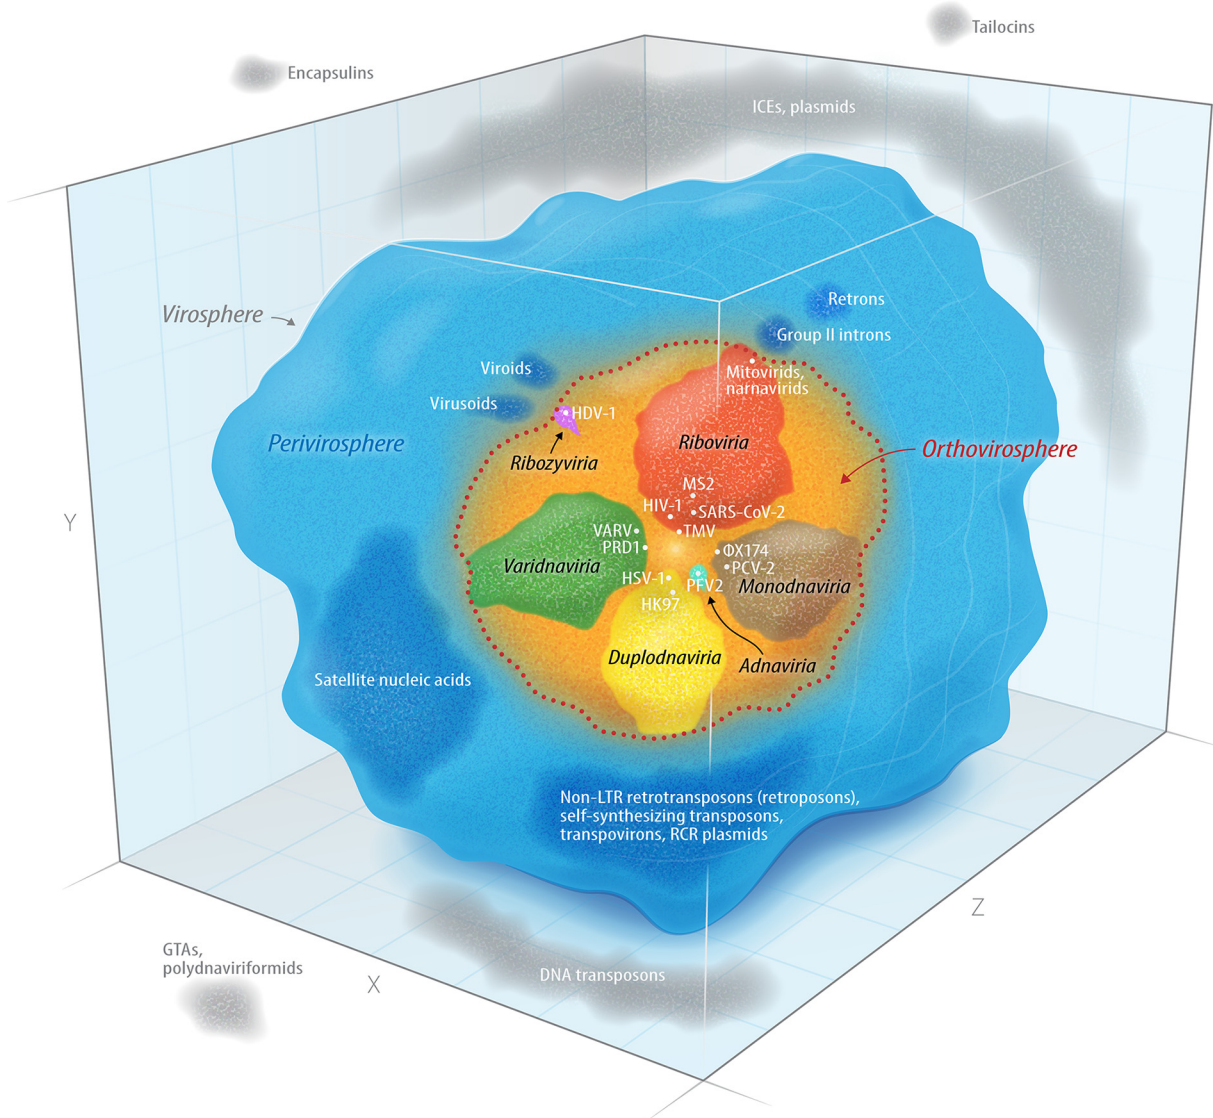 Tailocins
Encapsulins
ICEs, plasmids
Retrons
Virosphere
Group II introns
Viroids
Mitovirids,
narnavirids
Virusoids
HDV-1
Perivirosphere
Riboviria
Orthovirosphere
Ribozyviria
MS2
HIV-1
SARS-CoV-2
Y
VARV
TMV
PRD1
ΦX174
Varidnaviria
PCV-2
HSV-1
PFV2
Monodnaviria
HK97
Duplodnaviria
Adnaviria
Satellite nucleic acids
Non-LTR retrotransposons (retroposons),
self-synthesizing transposons,
transpovirons, RCR plasmids
Z
GTAs,
polydnaviriformids
DNA transposons
X